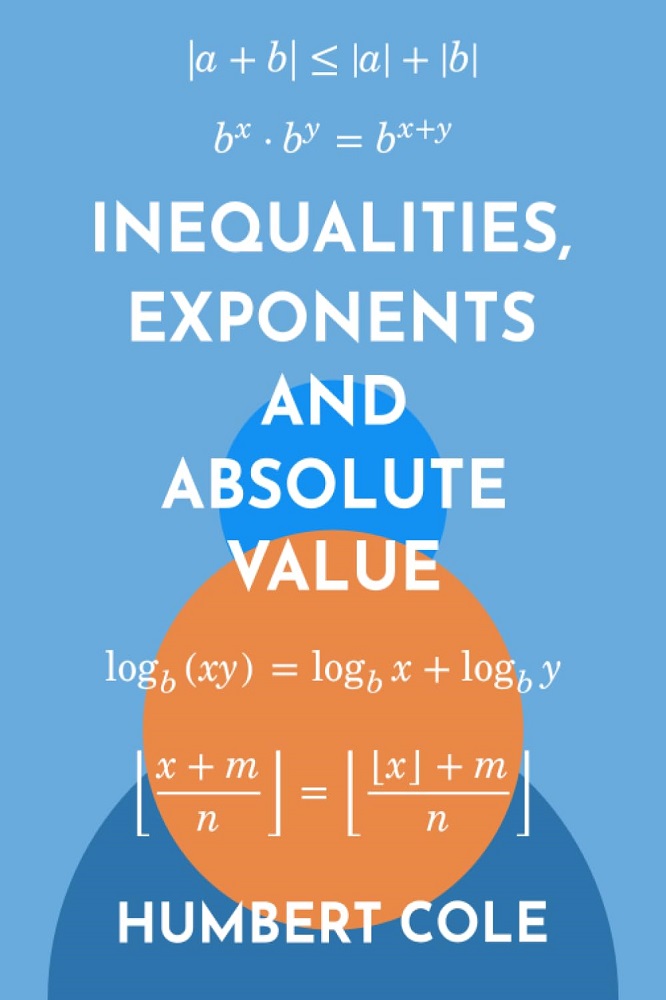 |a + b| ≤ |a| + |b|
b^x · b^y = b^{x+y}
INEQUALITIES,
EXPONENTS
AND
ABSOLUTE
VALUE
log_b (xy) = log_b x + log_b y
⌊(x + m)/n⌋ = ⌊(⌊x⌋ + m)/n⌋
HUMBERT COLE